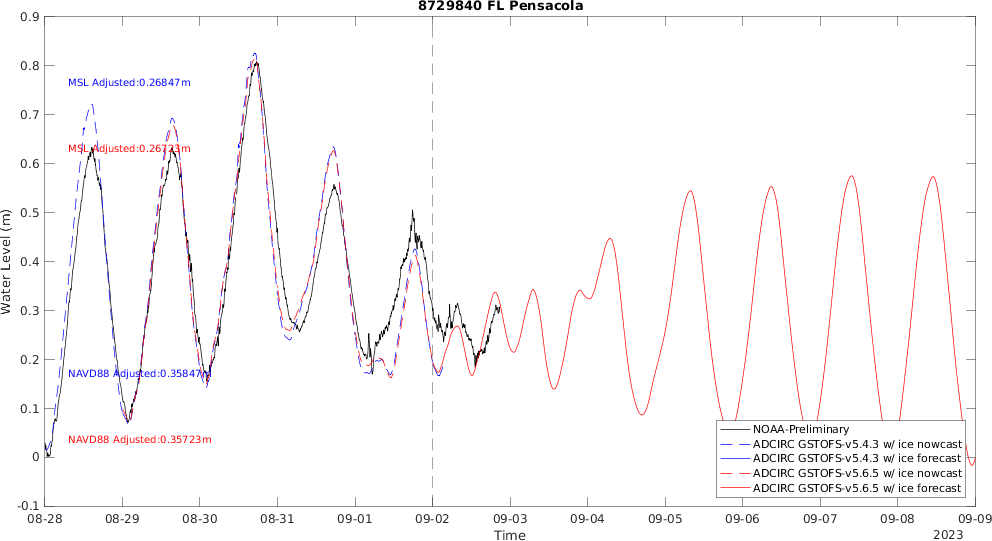 8729840 FL Pensacola
0.9
0.8
0.7
0.6
0.5
0.4
0.3
0.2
0.1
0
-0.1
Water Level (m)
MSL Adjusted:0.26847m
MSL Adjusted:0.26723m
NAVD88 Adjusted:0.35847m
NAVD88 Adjusted:0.35723m
NOAA-Preliminary
ADCIRC GSTOFS-v5.4.3 w/ ice nowcast
ADCIRC GSTOFS-v5.4.3 w/ ice forecast
ADCIRC GSTOFS-v5.6.5 w/ ice nowcast
ADCIRC GSTOFS-v5.6.5 w/ ice forecast
08-28 08-29 08-30 08-31 09-01 09-02 09-03 09-04 09-05 09-06 09-07 09-08 09-09
Time
2023